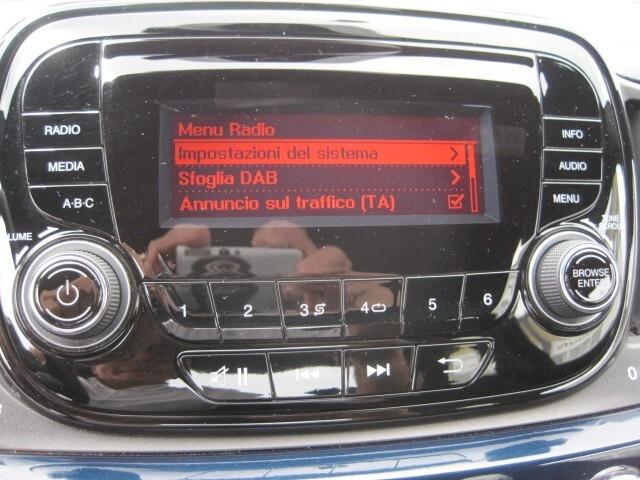 Menu Radio
Impostazioni del sistema >
Sfoglia DAB >
Annuncio sul traffico (TA)
RADIO
MEDIA
A-B-C
INFO
AUDIO
MENU
BROWSE
ENTER
1 2 3 4 5 6